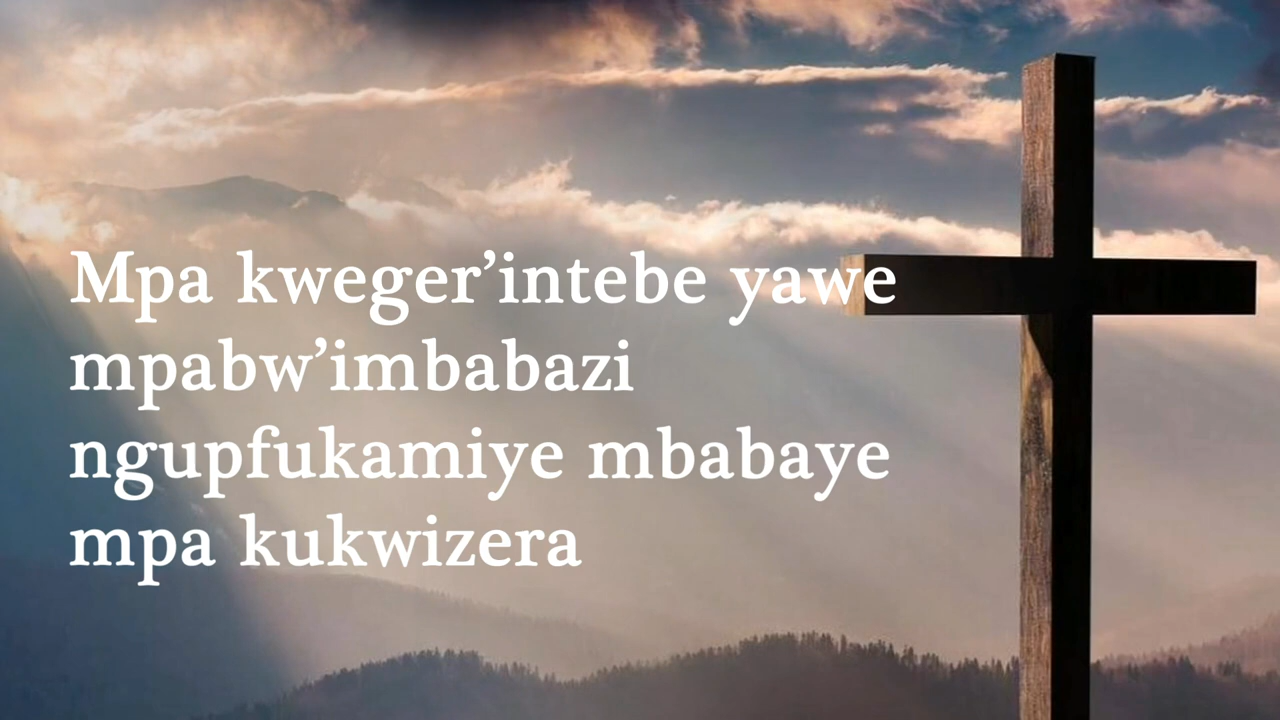 Mpa kweger’intebe yawe
mpabw’imbabazi
ngupfukamiye mbabaye
mpa kukwizera